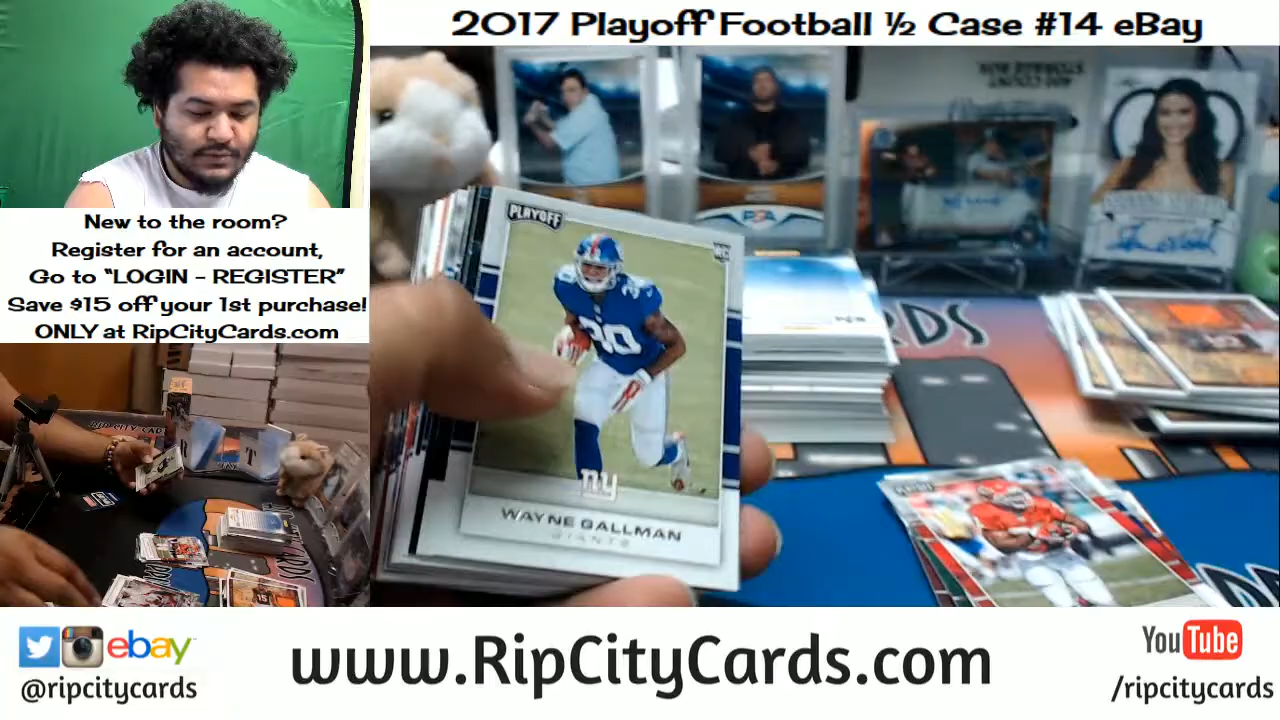 2017 Playoff Football ½ Case #14 eBay
New to the room?
Register for an account,
Go to “LOGIN – REGISTER”
Save $15 off your 1st purchase!
ONLY at RipCityCards.com
PLAYOFF
30
NY
WAYNE GALLMAN
GIANTS
PSA
RDS
ebay
@ripcitycards
www.RipCityCards.com
YouTube
/ripcitycards